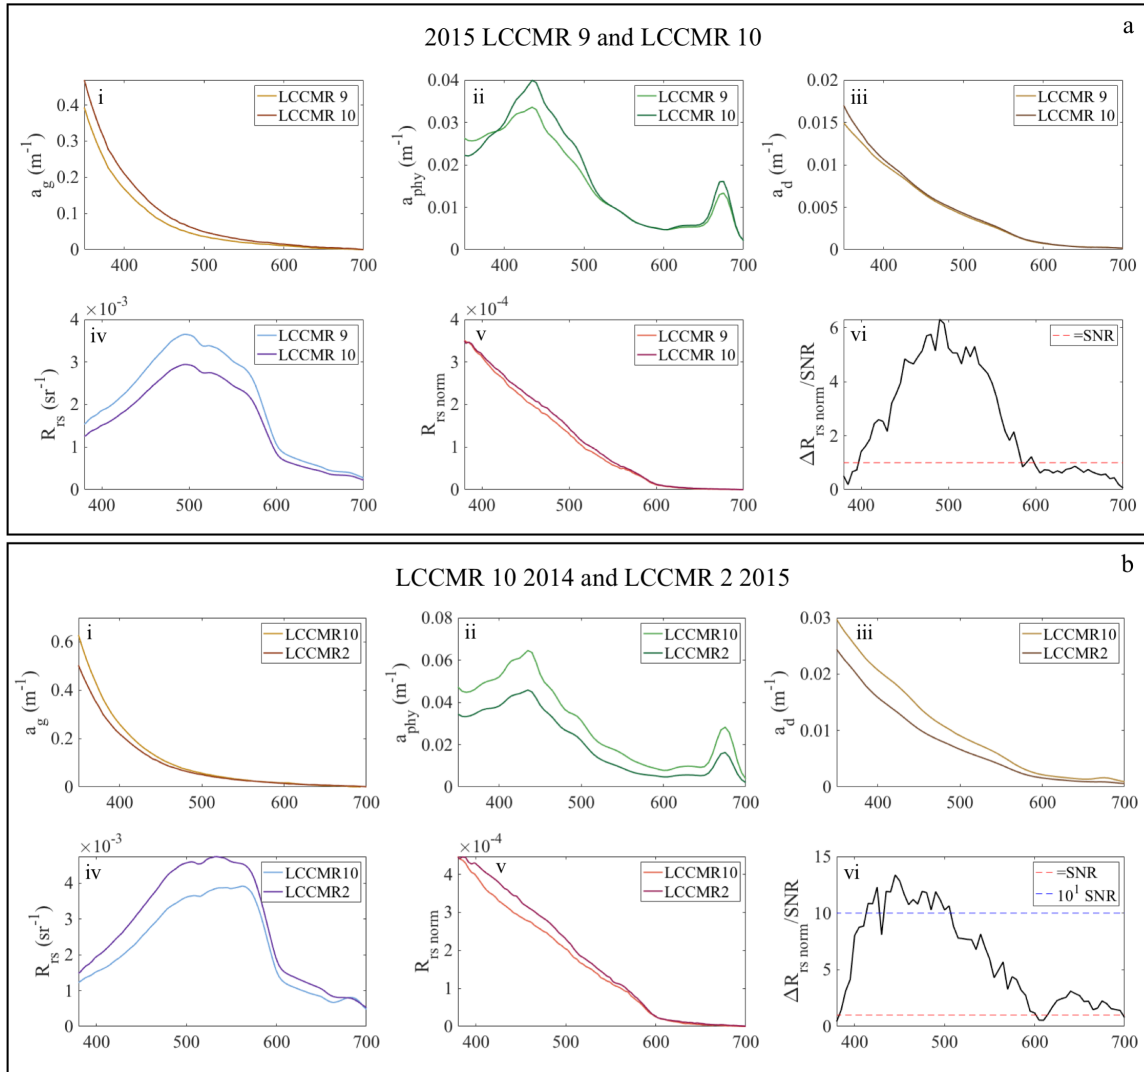 a
2015 LCCMR 9 and LCCMR 10
i
LCCMR 9
LCCMR 10
a_g (m^-1)
0.4
0.3
0.2
0.1
0
400 500 600 700
ii
LCCMR 9
LCCMR 10
a_phy (m^-1)
0.04
0.03
0.02
0.01
0
400 500 600 700
iii
LCCMR 9
LCCMR 10
a_d (m^-1)
0.02
0.015
0.01
0.005
0
400 500 600 700
×10^-3
iv
LCCMR 9
LCCMR 10
R_rs (sr^-1)
4
3
2
1
0
400 500 600 700
×10^-4
v
LCCMR 9
LCCMR 10
R_rs norm
4
3
2
1
0
400 500 600 700
vi
=SNR
ΔR_rs norm/SNR
6
4
2
0
400 500 600 700
b
LCCMR 10 2014 and LCCMR 2 2015
i
LCCMR10
LCCMR2
a_g (m^-1)
0.6
0.4
0.2
0
400 500 600 700
ii
LCCMR10
LCCMR2
a_phy (m^-1)
0.08
0.06
0.04
0.02
0
400 500 600 700
iii
LCCMR10
LCCMR2
a_d (m^-1)
0.03
0.02
0.01
0
400 500 600 700
×10^-3
iv
LCCMR10
LCCMR2
R_rs (sr^-1)
4
3
2
1
0
400 500 600 700
×10^-4
v
LCCMR10
LCCMR2
R_rs norm
4
3
2
1
0
400 500 600 700
vi
=SNR
10^1 SNR
ΔR_rs norm/SNR
15
10
5
0
400 500 600 700